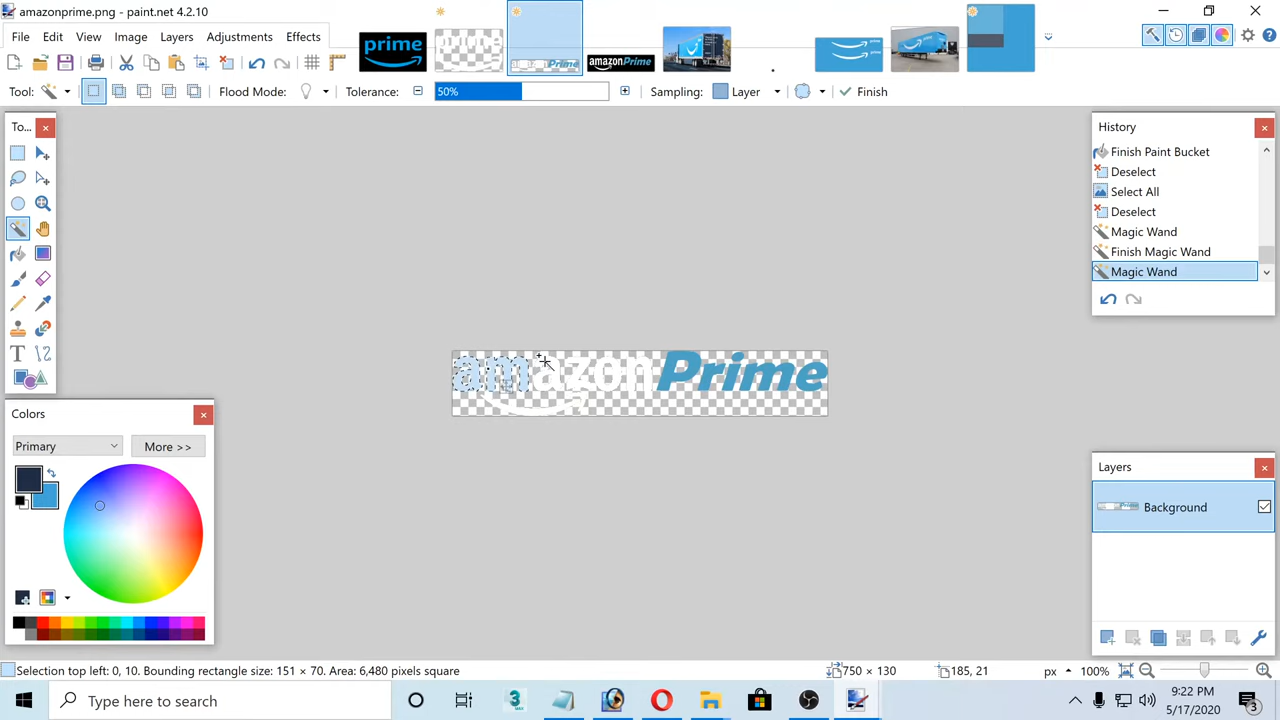 amazonprime.png - paint.net 4.2.10
File Edit View Image Layers Adjustments Effects
prime
prime
Prime
amazonPrime
Tool: Flood Mode: Tolerance: 50% Sampling: Layer Finish
To...
History
Finish Paint Bucket
Deselect
Select All
Deselect
Magic Wand
Finish Magic Wand
Magic Wand
amazonPrime
Colors
Primary
More >>
Layers
Background
Selection top left: 0, 10. Bounding rectangle size: 151 × 70. Area: 6,480 pixels square
750 × 130
185, 21
px
100%
Type here to search
9:22 PM
5/17/2020
3